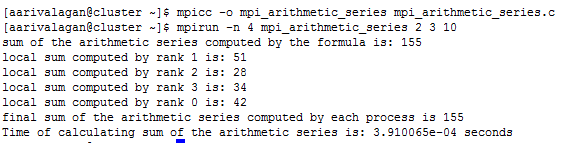 [aarivalagan@cluster ~]$ mpicc -o mpi_arithmetic_series mpi_arithmetic_series.c
[aarivalagan@cluster ~]$ mpirun -n 4 mpi_arithmetic_series 2 3 10
sum of the arithmetic series computed by the formula is: 155
local sum computed by rank 1 is: 51
local sum computed by rank 2 is: 28
local sum computed by rank 3 is: 34
local sum computed by rank 0 is: 42
final sum of the arithmetic series computed by each process is 155
Time of calculating sum of the arithmetic series is: 3.910065e-04 seconds